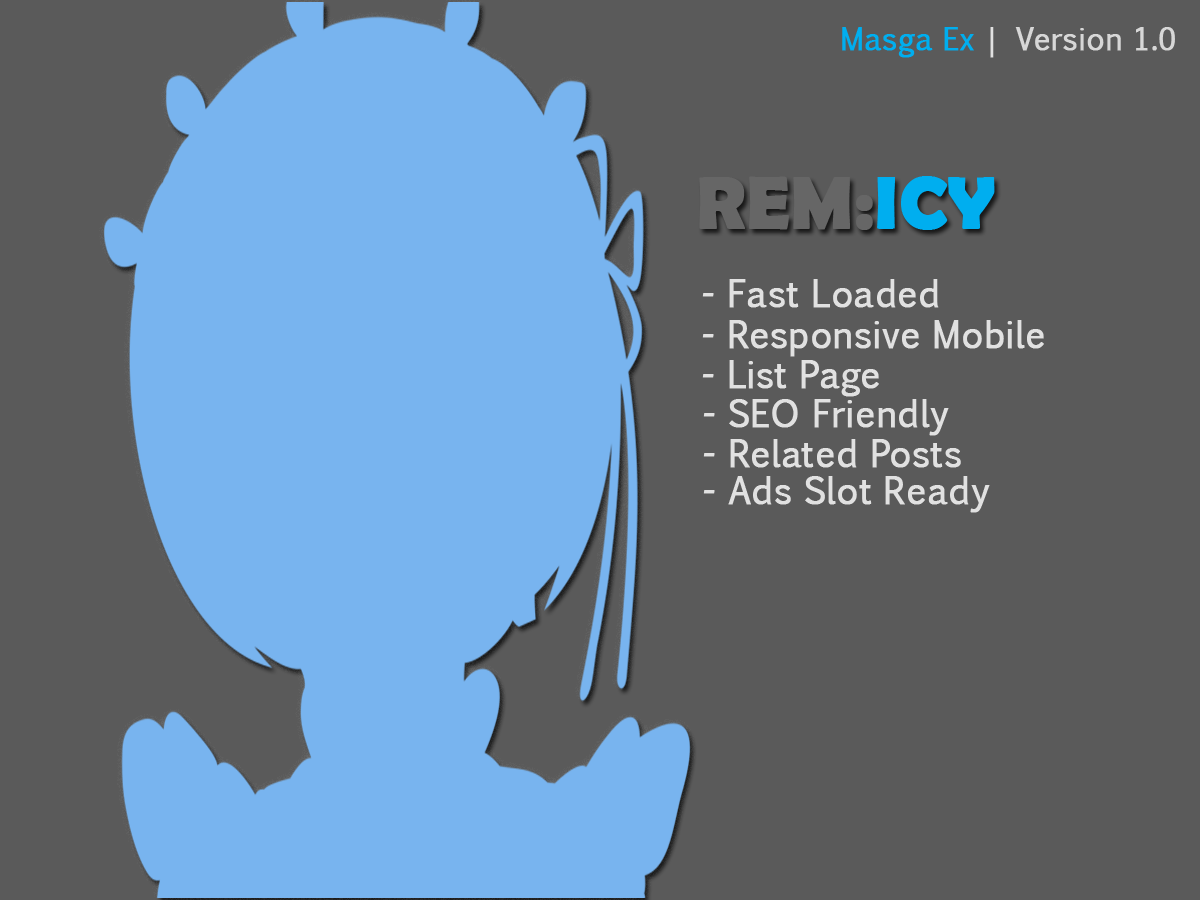 Masga Ex | Version 1.0
REM:ICY
- Fast Loaded
- Responsive Mobile
- List Page
- SEO Friendly
- Related Posts
- Ads Slot Ready